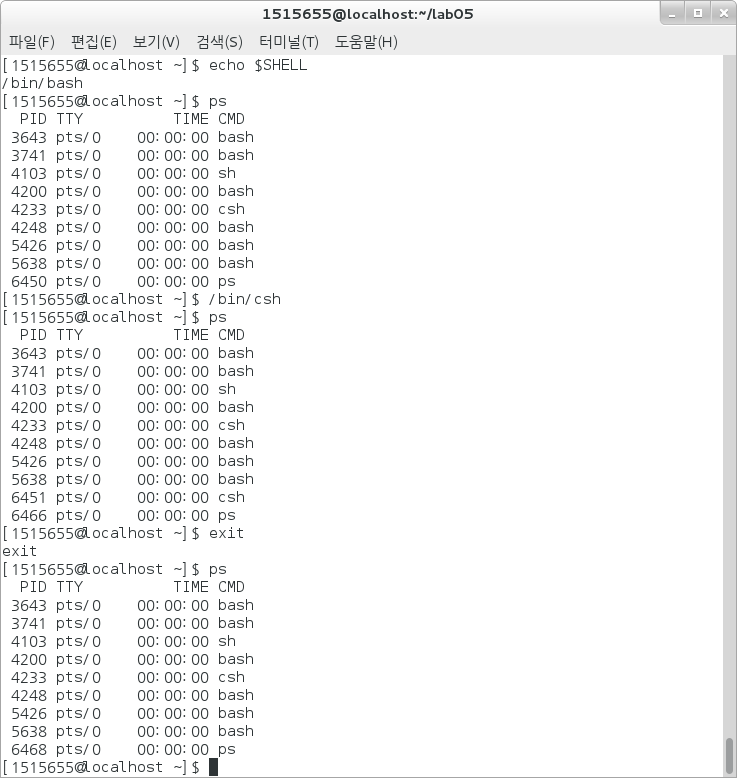 1515655@localhost:~/lab05
파일(F) 편집(E) 보기(V) 검색(S) 터미널(T) 도움말(H)
[1515655@localhost ~]$ echo $SHELL
/bin/bash
[1515655@localhost ~]$ ps
PID TTY TIME CMD
3643 pts/0 00:00:00 bash
3741 pts/0 00:00:00 bash
4103 pts/0 00:00:00 sh
4200 pts/0 00:00:00 bash
4233 pts/0 00:00:00 csh
4248 pts/0 00:00:00 bash
5426 pts/0 00:00:00 bash
5638 pts/0 00:00:00 bash
6450 pts/0 00:00:00 ps
[1515655@localhost ~]$ /bin/csh
[1515655@localhost ~]$ ps
PID TTY TIME CMD
3643 pts/0 00:00:00 bash
3741 pts/0 00:00:00 bash
4103 pts/0 00:00:00 sh
4200 pts/0 00:00:00 bash
4233 pts/0 00:00:00 csh
4248 pts/0 00:00:00 bash
5426 pts/0 00:00:00 bash
5638 pts/0 00:00:00 bash
6451 pts/0 00:00:00 csh
6466 pts/0 00:00:00 ps
[1515655@localhost ~]$ exit
exit
[1515655@localhost ~]$ ps
PID TTY TIME CMD
3643 pts/0 00:00:00 bash
3741 pts/0 00:00:00 bash
4103 pts/0 00:00:00 sh
4200 pts/0 00:00:00 bash
4233 pts/0 00:00:00 csh
4248 pts/0 00:00:00 bash
5426 pts/0 00:00:00 bash
5638 pts/0 00:00:00 bash
6468 pts/0 00:00:00 ps
[1515655@localhost ~]$